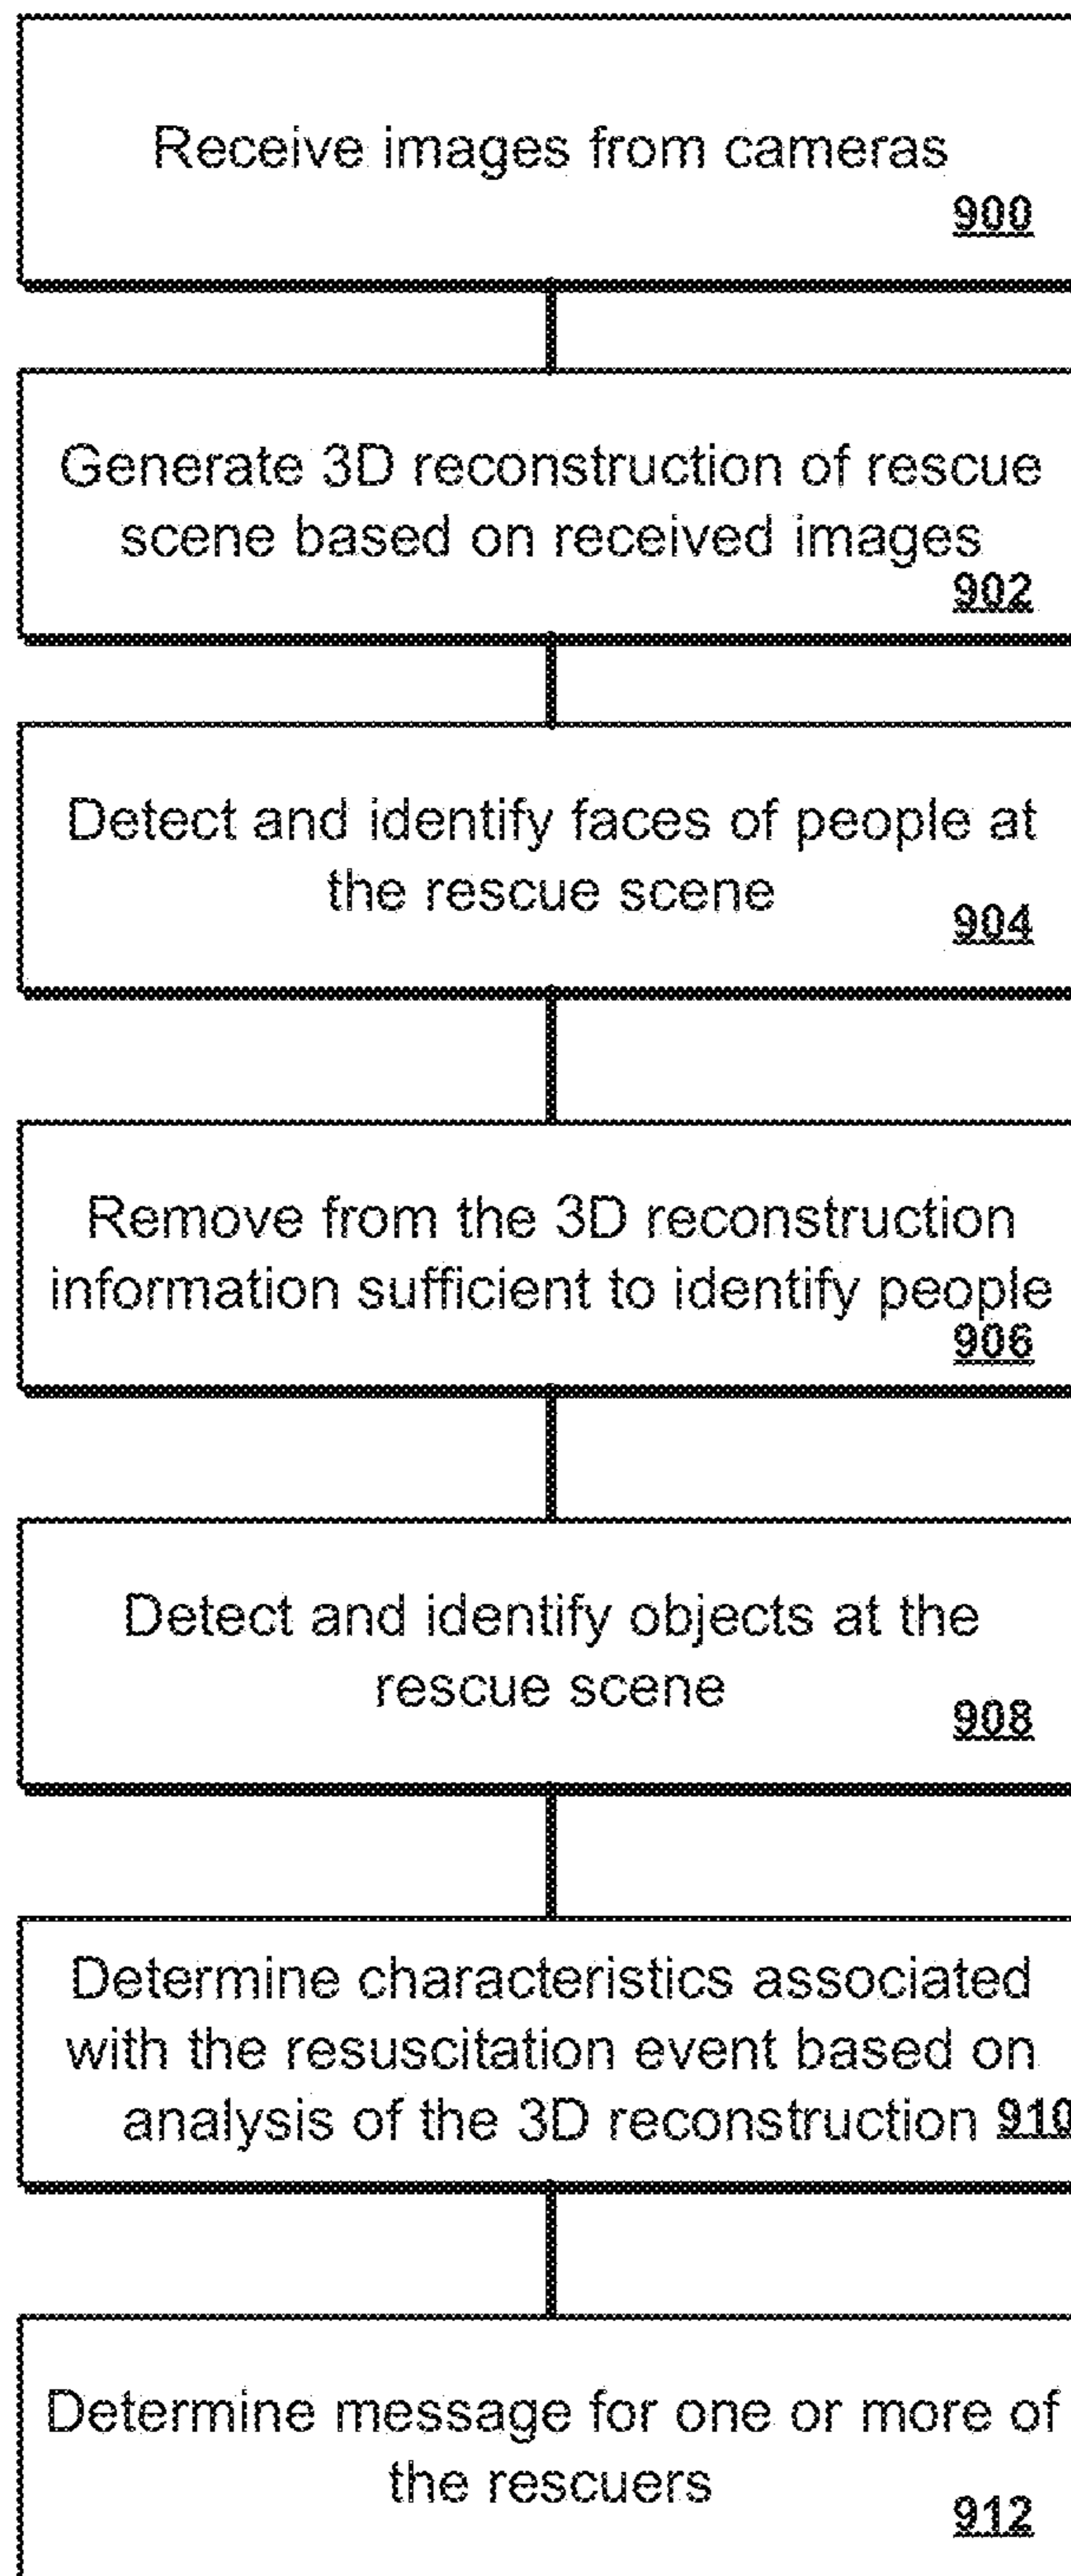 Receive images from cameras
900
Generate 3D reconstruction of rescue
scene based on received images
902
Detect and identify faces of people at
the rescue scene
904
Remove from the 3D reconstruction
information sufficient to identify people
906
Detect and identify objects at the
rescue scene
908
Determine characteristics associated
with the resuscitation event based on
analysis of the 3D reconstruction 910
Determine message for one or more of
the rescuers
912